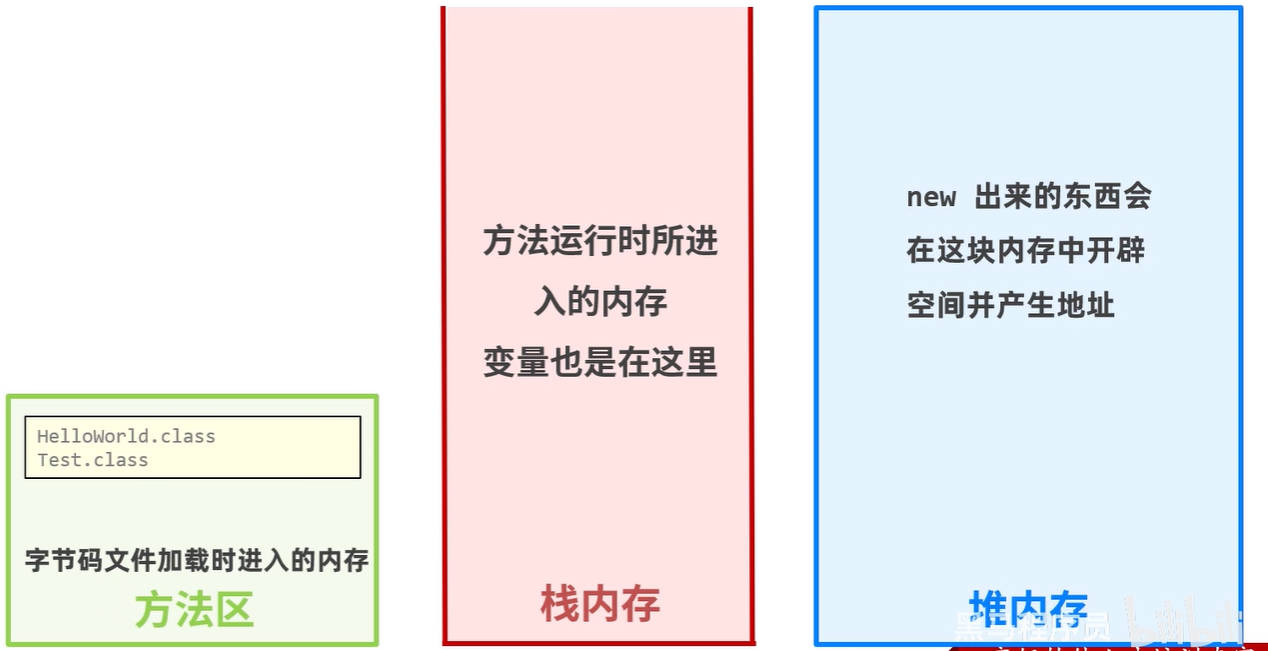 HelloWorld.class
Test.class
字节码文件加载时进入的内存
方法区
方法运行时所进
入的内存
变量也是在这里
栈内存
new 出来的东西会
在这块内存中开辟
空间并产生地址
堆内存
黑马程序员
bilibili